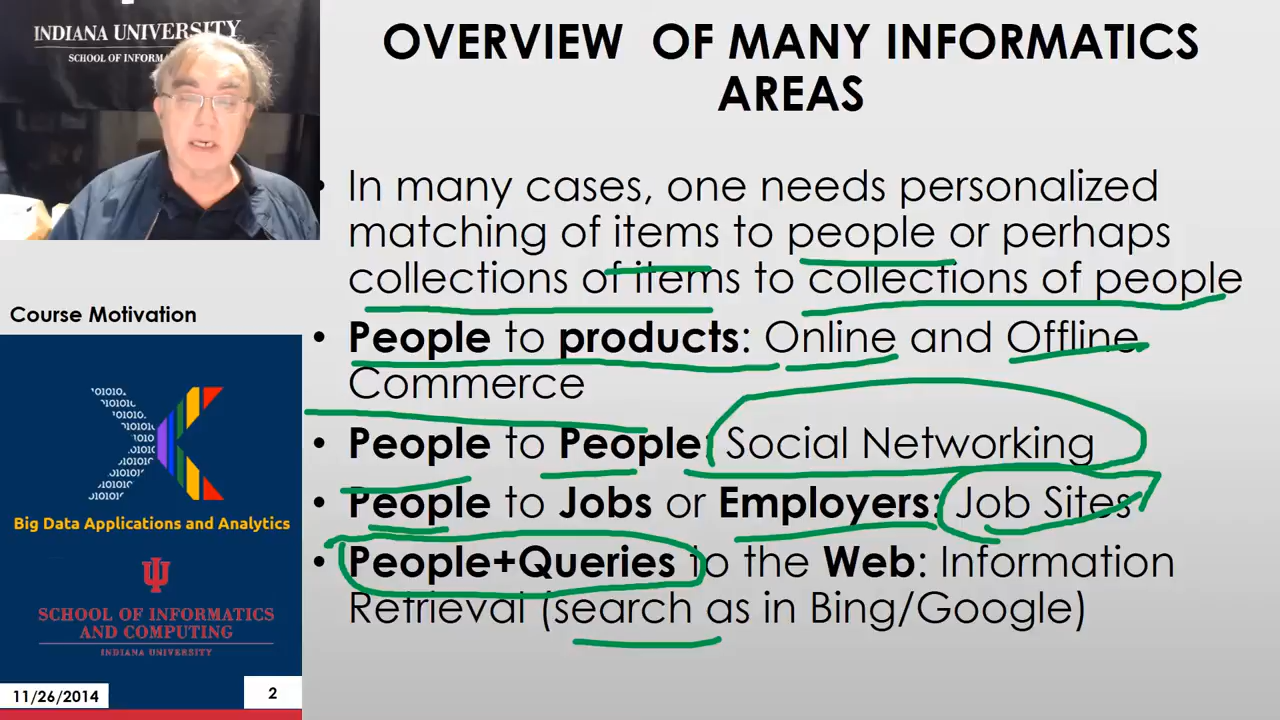 INDIANA UNIVERSITY
SCHOOL OF INFORM
OVERVIEW OF MANY INFORMATICS
AREAS
• In many cases, one needs personalized
matching of items to people or perhaps
collections of items to collections of people
• People to products: Online and Offline
Commerce
• People to People: Social Networking
• People to Jobs or Employers: Job Sites
• People+Queries to the Web: Information
Retrieval (search as in Bing/Google)
Course Motivation
Big Data Applications and Analytics
SCHOOL OF INFORMATICS
AND COMPUTING
INDIANA UNIVERSITY
11/26/2014
2